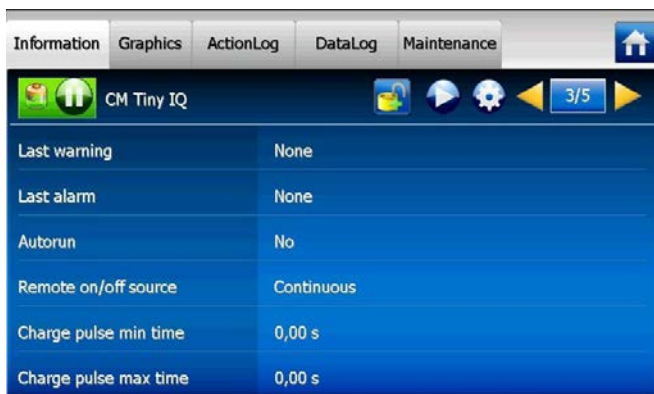 Information Graphics ActionLog DataLog Maintenance
CM Tiny IQ 3/5
Last warning None
Last alarm None
Autorun No
Remote on/off source Continuous
Charge pulse min time 0,00 s
Charge pulse max time 0,00 s